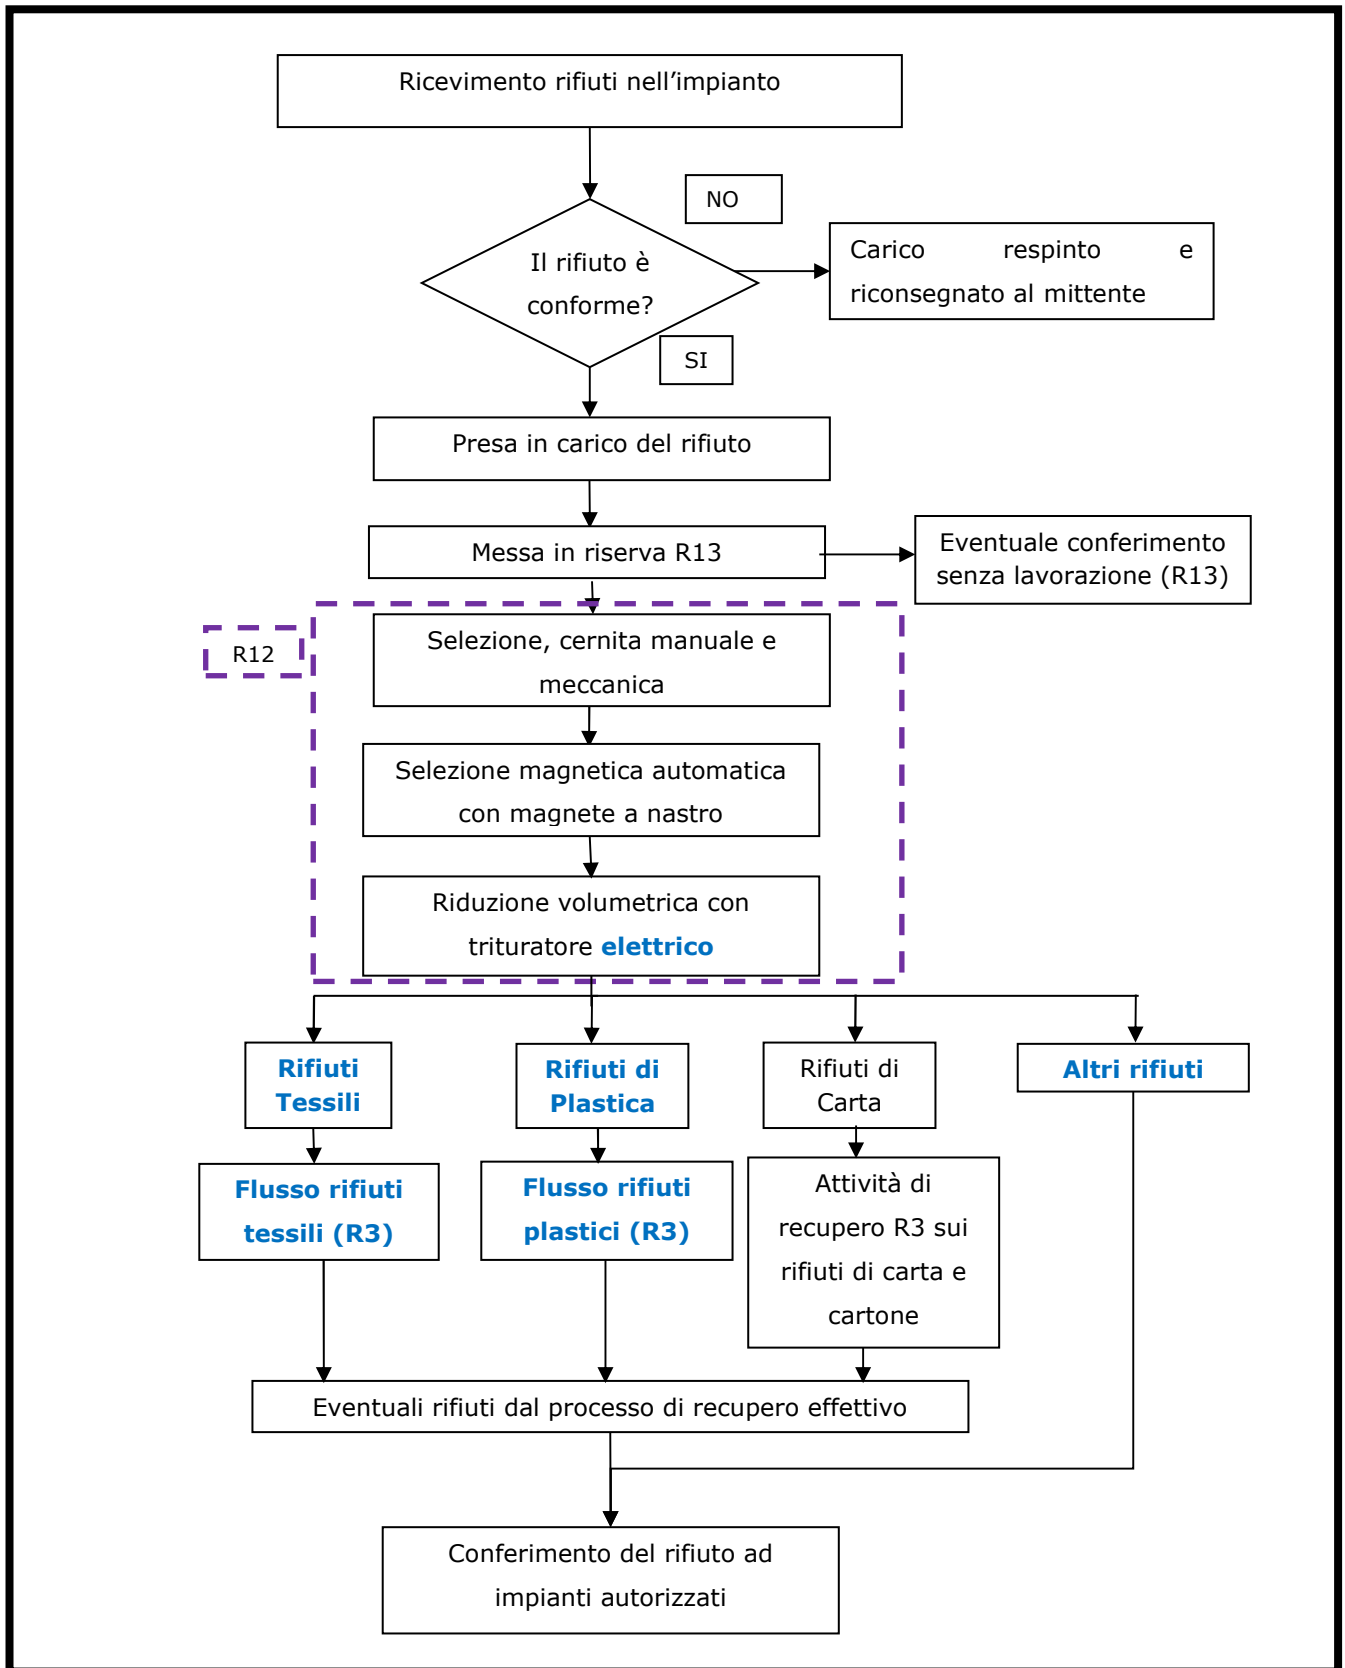 Ricevimento rifiuti nell’impianto
NO
Il rifiuto è
conforme?
Carico respinto e
riconsegnato al mittente
SI
Presa in carico del rifiuto
Messa in riserva R13
Eventuale conferimento
senza lavorazione (R13)
R12
Selezione, cernita manuale e
meccanica
Selezione magnetica automatica
con magnete a nastro
Riduzione volumetrica con
trituratore elettrico
Rifiuti
Tessili
Rifiuti di
Plastica
Rifiuti di
Carta
Altri rifiuti
Flusso rifiuti
tessili (R3)
Flusso rifiuti
plastici (R3)
Attività di
recupero R3 sui
rifiuti di carta e
cartone
Eventuali rifiuti dal processo di recupero effettivo
Conferimento del rifiuto ad
impianti autorizzati